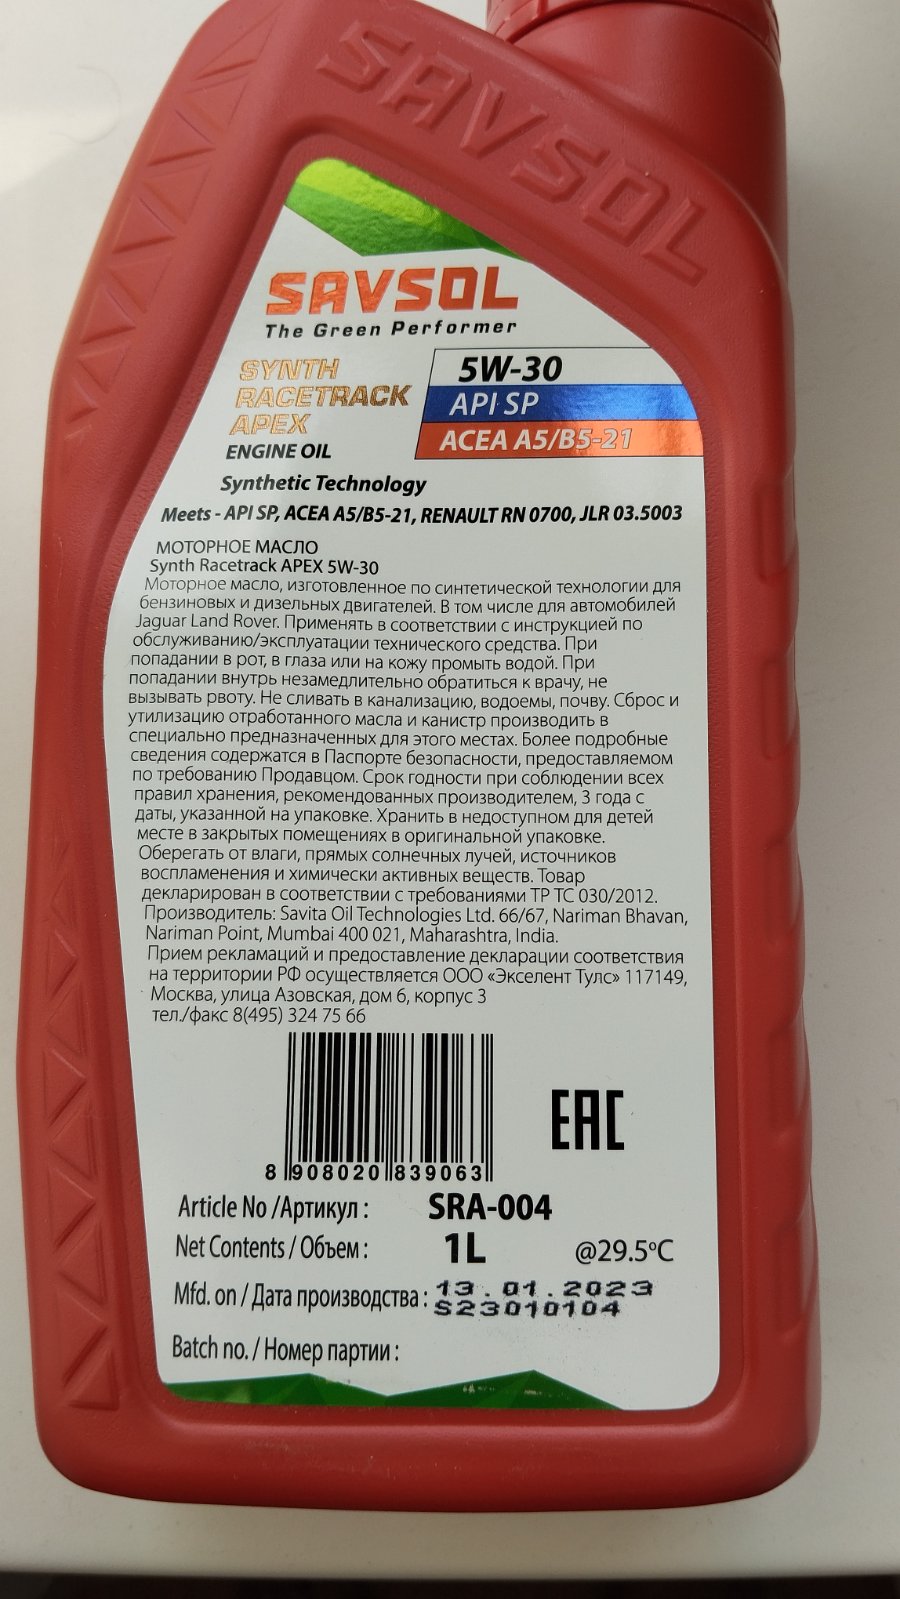 SAVSOL
SAVSOL
The Green Performer
SYNTH
RACETRACK
APEX
ENGINE OIL
5W-30
API SP
ACEA A5/B5-21
Synthetic Technology
Meets - API SP, ACEA A5/B5-21, RENAULT RN 0700, JLR 03.5003
МОТОРНОЕ МАСЛО
Synth Racetrack APEX 5W-30
Моторное масло, изготовленное по синтетической технологии для
бензиновых и дизельных двигателей. В том числе для автомобилей
Jaguar Land Rover. Применять в соответствии с инструкцией по
обслуживанию/эксплуатации технического средства. При
попадании в рот, в глаза или на кожу промыть водой. При
попадании внутрь незамедлительно обратиться к врачу, не
вызывать рвоту. Не сливать в канализацию, водоемы, почву. Сброс и
утилизацию отработанного масла и канистр производить в
специально предназначенных для этого местах. Более подробные
сведения содержатся в Паспорте безопасности, предоставляемом
по требованию Продавцом. Срок годности при соблюдении всех
правил хранения, рекомендованных производителем, 3 года с
даты, указанной на упаковке. Хранить в недоступном для детей
месте в закрытых помещениях в оригинальной упаковке.
Оберегать от влаги, прямых солнечных лучей, источников
воспламенения и химически активных веществ. Товар
декларирован в соответствии с требованиями ТР ТС 030/2012.
Производитель: Savita Oil Technologies Ltd. 66/67, Nariman Bhavan,
Nariman Point, Mumbai 400 021, Maharashtra, India.
Прием рекламаций и предоставление декларации соответствия
на территории РФ осуществляется ООО «Экселент Тулс» 117149,
Москва, улица Азовская, дом 6, корпус 3
тел./факс 8(495) 324 75 66
8 908020 839063
EAC
Article No /Артикул : SRA-004
Net Contents / Объем : 1L @29.5ºC
Mfd. on / Дата производства : 13.01.2023
S23010104
Batch no. / Номер партии :